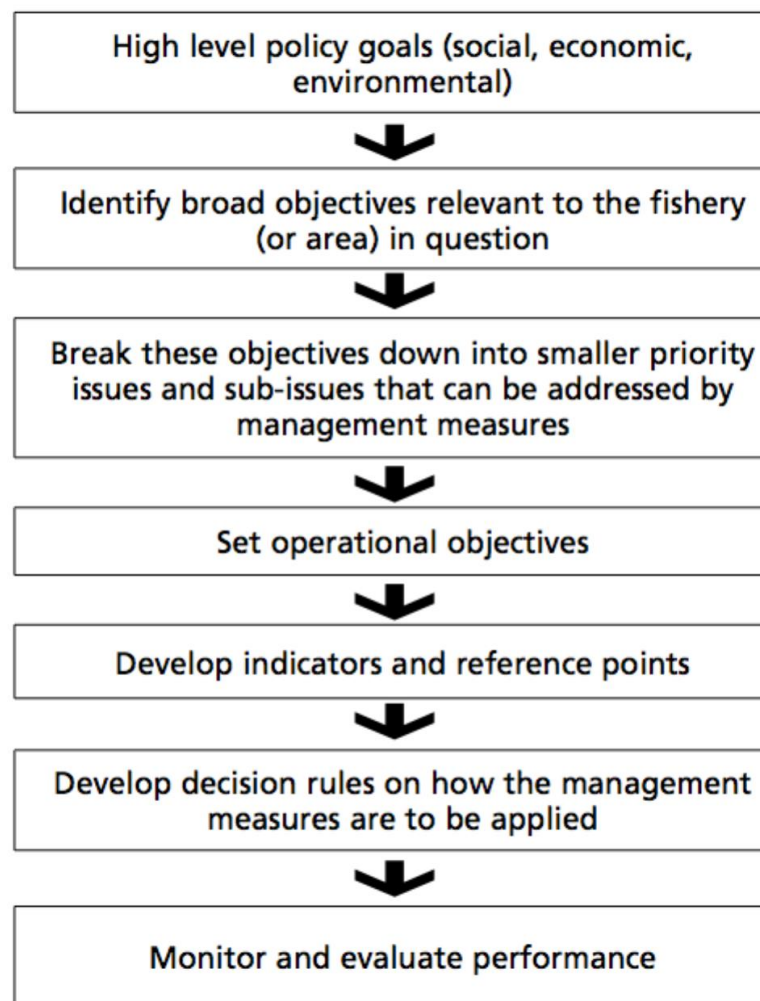 High level policy goals (social, economic,
environmental)
Identify broad objectives relevant to the fishery
(or area) in question
Break these objectives down into smaller priority
issues and sub-issues that can be addressed by
management measures
Set operational objectives
Develop indicators and reference points
Develop decision rules on how the management
measures are to be applied
Monitor and evaluate performance